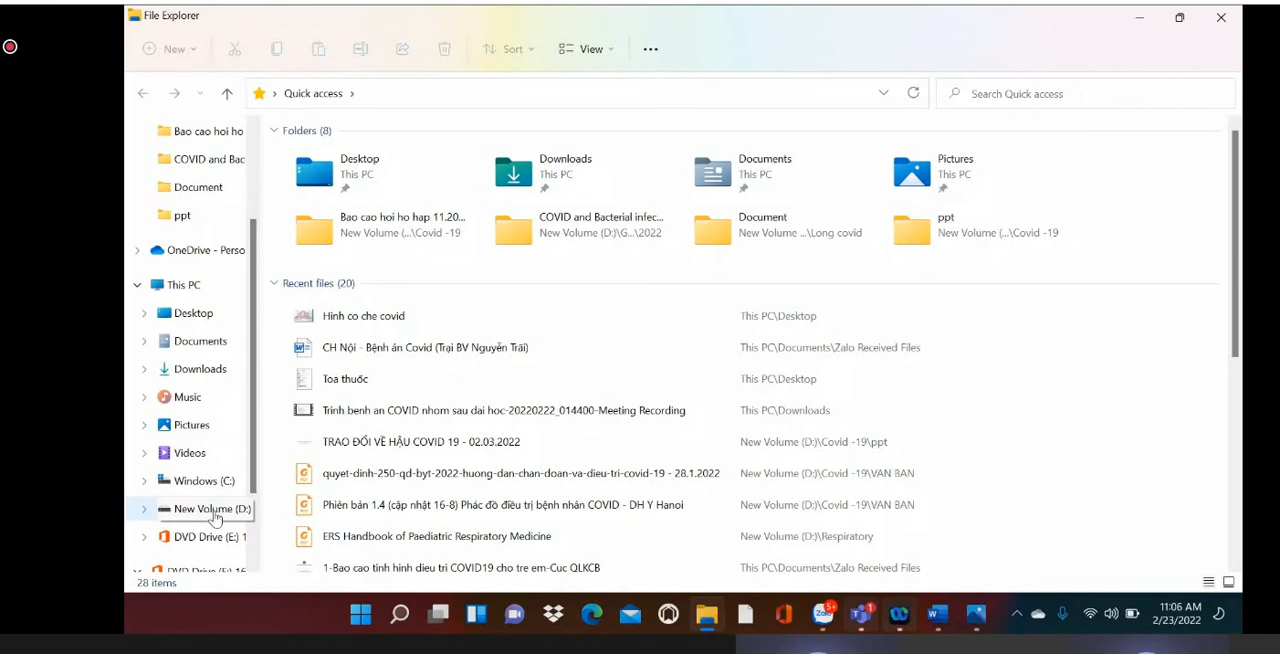 File Explorer
New
Sort
View
Quick access
Search Quick access
Bao cao hoi ho
COVID and Bac
Document
ppt
OneDrive - Perso
This PC
Desktop
Documents
Downloads
Music
Pictures
Videos
Windows (C:)
New Volume (D:)
DVD Drive (E:) 1
DVD Drive (E:) 16
Folders (8)
Desktop
This PC
Downloads
This PC
Documents
This PC
Pictures
This PC
Bao cao hoi ho hap 11.20...
New Volume (...\Covid -19
COVID and Bacterial infec...
New Volume (D:)\G...\2022
Document
New Volume ...\Long covid
ppt
New Volume (...\Covid -19
Recent files (20)
Hinh co che covid This PC\Desktop
CH Nội - Bệnh án Covid (Trại BV Nguyễn Trãi) This PC\Documents\Zalo Received Files
Toa thuốc This PC\Desktop
Trinh benh an COVID nhom sau dai hoc-20220222_014400-Meeting Recording This PC\Downloads
TRAO ĐỔI VỀ HẬU COVID 19 - 02.03.2022 New Volume (D:)\Covid -19\ppt
quyet-dinh-250-qd-byt-2022-huong-dan-chan-doan-va-dieu-tri-covid-19 - 28.1.2022 New Volume (D:)\Covid -19\VAN BAN
Phiên bản 1.4 (cập nhật 16-8) Phác đồ điều trị bệnh nhân COVID - DH Y Hanoi New Volume (D:)\Covid -19\VAN BAN
ERS Handbook of Paediatric Respiratory Medicine New Volume (D:)\Respiratory
1-Bao cao tinh hinh dieu tri COVID19 cho tre em-Cuc QLKCB This PC\Documents\Zalo Received Files
28 items
Zalo
5+
1
11:06 AM
2/23/2022